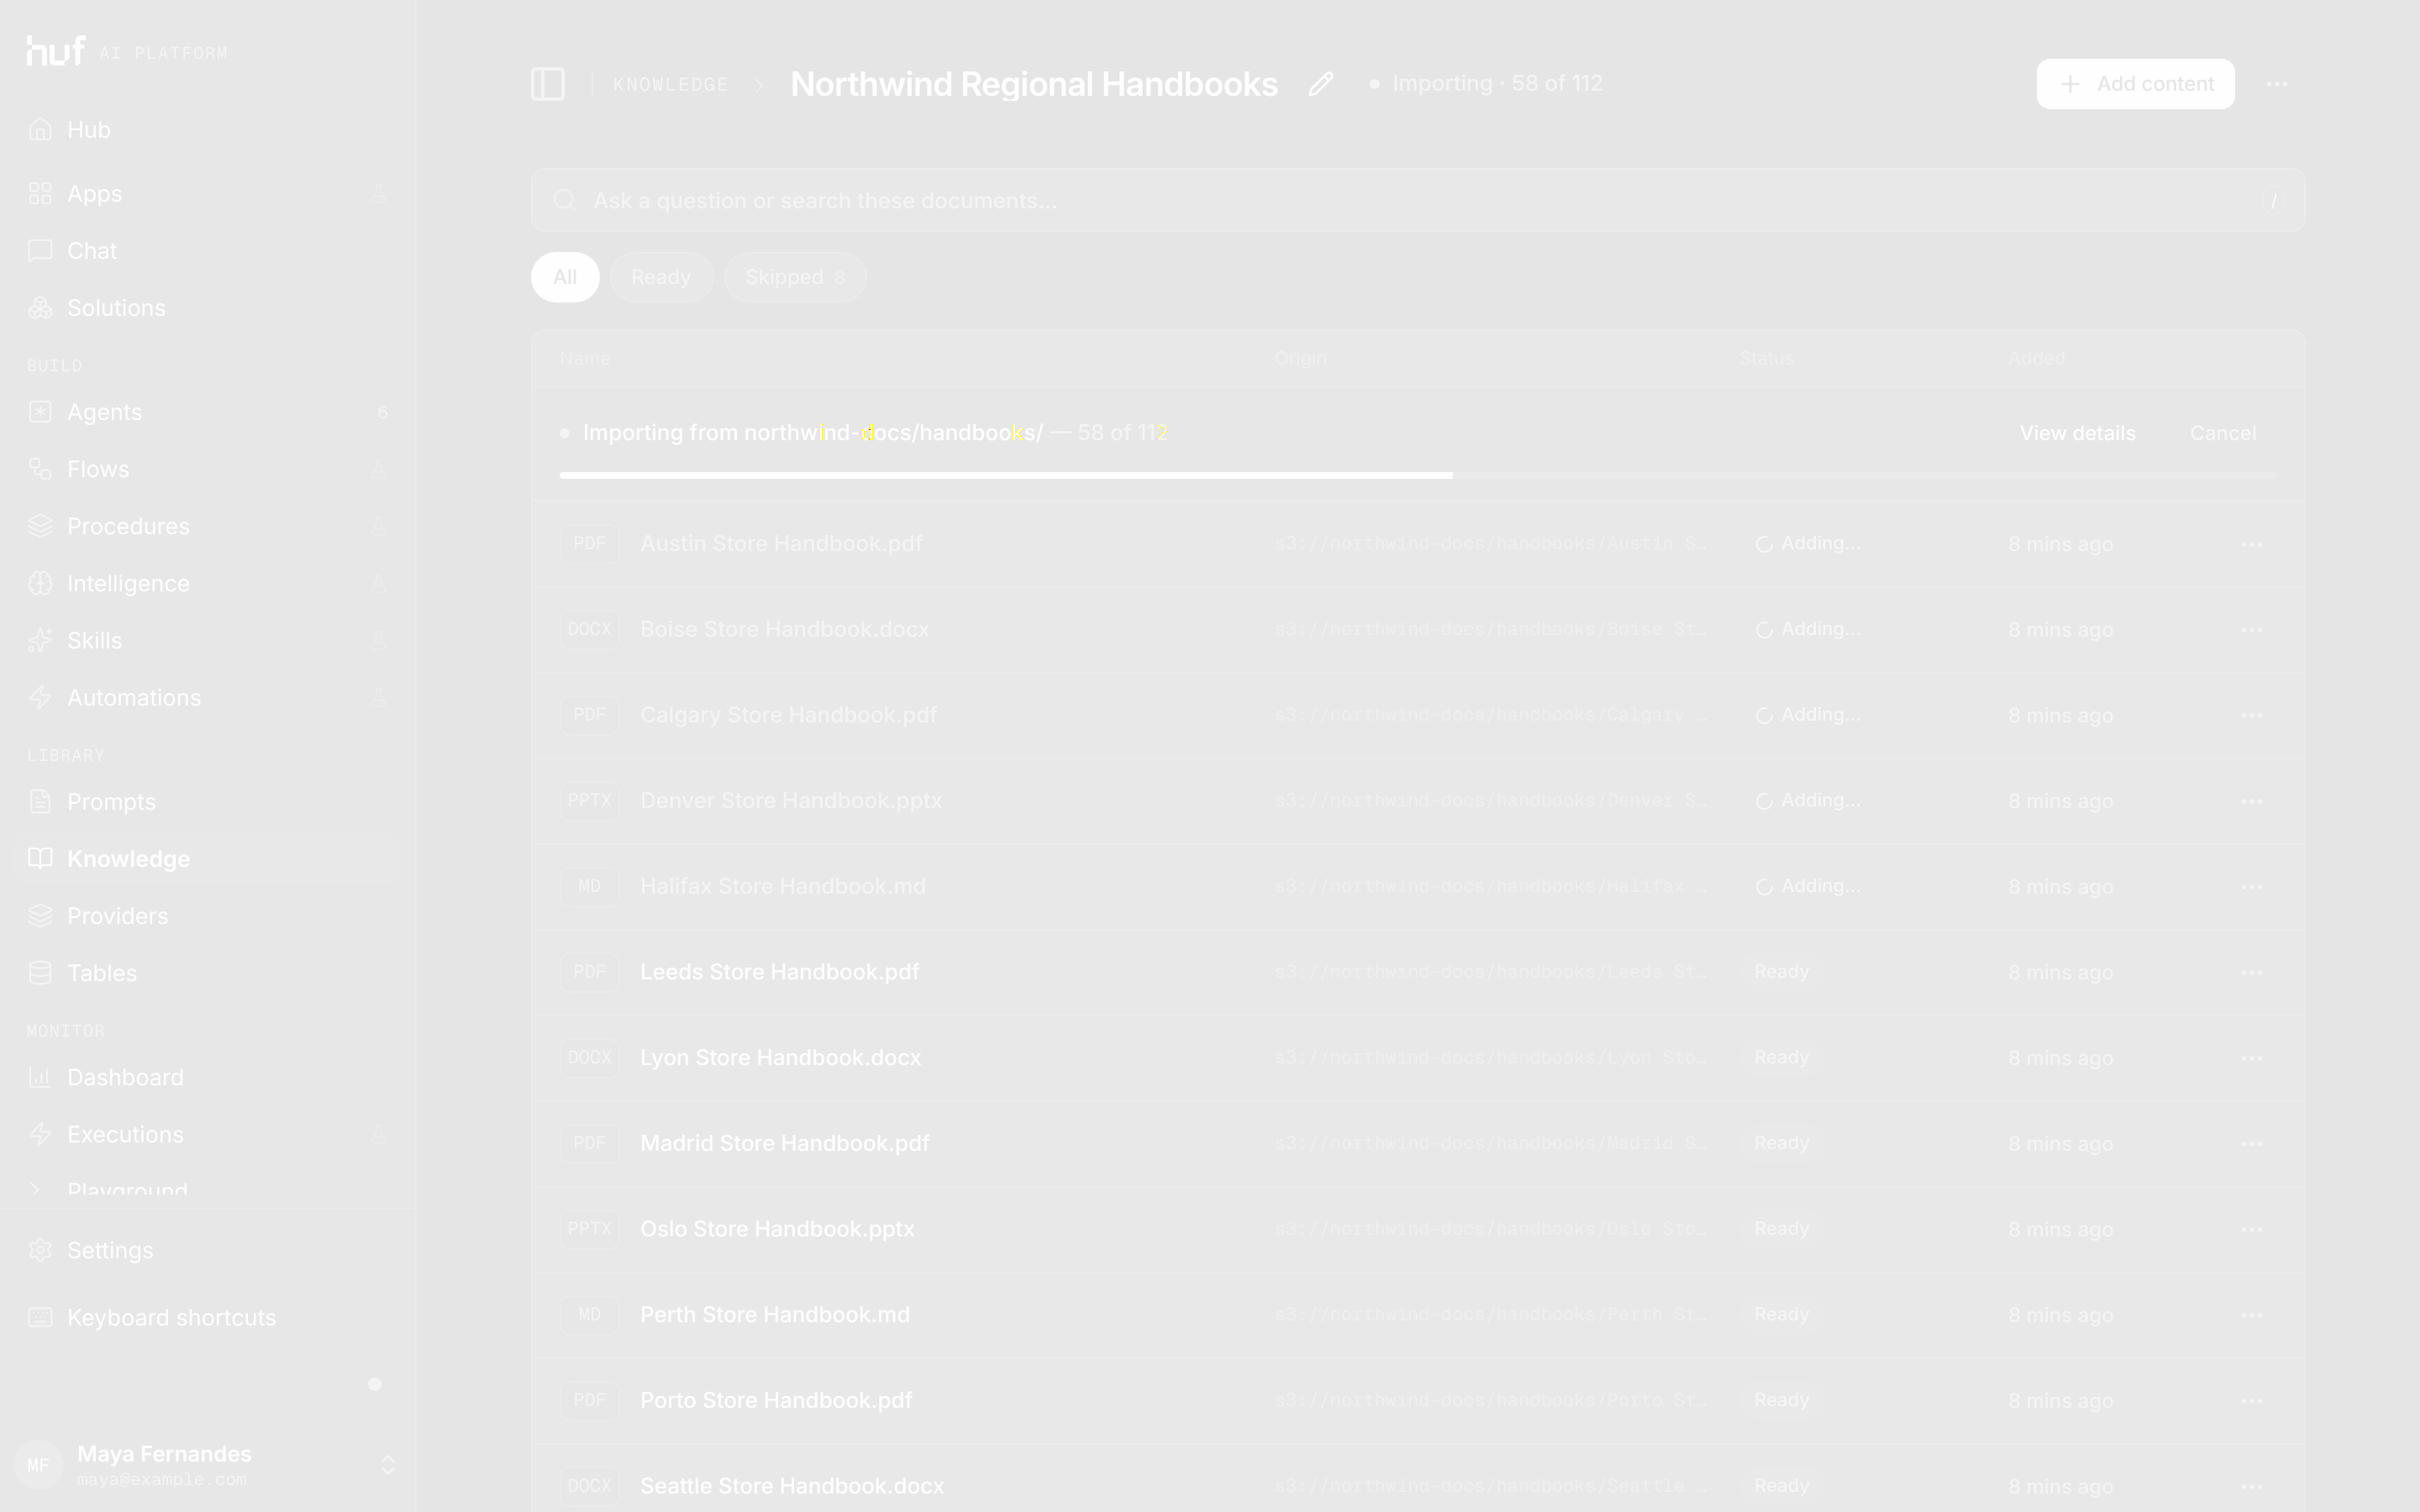 huf AI PLATFORM
Hub
Apps
Chat
Solutions
BUILD
Agents 6
Flows
Procedures
Intelligence
Skills
Automations
LIBRARY
Prompts
Knowledge
Providers
Tables
MONITOR
Dashboard
Executions
Playground
Settings
Keyboard shortcuts
MF Maya Fernandes
maya@example.com
KNOWLEDGE > Northwind Regional Handbooks Importing · 58 of 112 + Add content
Ask a question or search these documents... /
All Ready Skipped 8
Name Origin Status Added
Importing from northwind-docs/handbooks/ — 58 of 112 View details Cancel
PDF Austin Store Handbook.pdf s3://northwind-docs/handbooks/Austin S… Adding... 8 mins ago
DOCX Boise Store Handbook.docx s3://northwind-docs/handbooks/Boise St… Adding... 8 mins ago
PDF Calgary Store Handbook.pdf s3://northwind-docs/handbooks/Calgary … Adding... 8 mins ago
PPTX Denver Store Handbook.pptx s3://northwind-docs/handbooks/Denver S… Adding... 8 mins ago
MD Halifax Store Handbook.md s3://northwind-docs/handbooks/Halifax … Adding... 8 mins ago
PDF Leeds Store Handbook.pdf s3://northwind-docs/handbooks/Leeds St… Ready 8 mins ago
DOCX Lyon Store Handbook.docx s3://northwind-docs/handbooks/Lyon Sto… Ready 8 mins ago
PDF Madrid Store Handbook.pdf s3://northwind-docs/handbooks/Madrid S… Ready 8 mins ago
PPTX Oslo Store Handbook.pptx s3://northwind-docs/handbooks/Oslo Sto… Ready 8 mins ago
MD Perth Store Handbook.md s3://northwind-docs/handbooks/Perth St… Ready 8 mins ago
PDF Porto Store Handbook.pdf s3://northwind-docs/handbooks/Porto St… Ready 8 mins ago
DOCX Seattle Store Handbook.docx s3://northwind-docs/handbooks/Seattle … Ready 8 mins ago